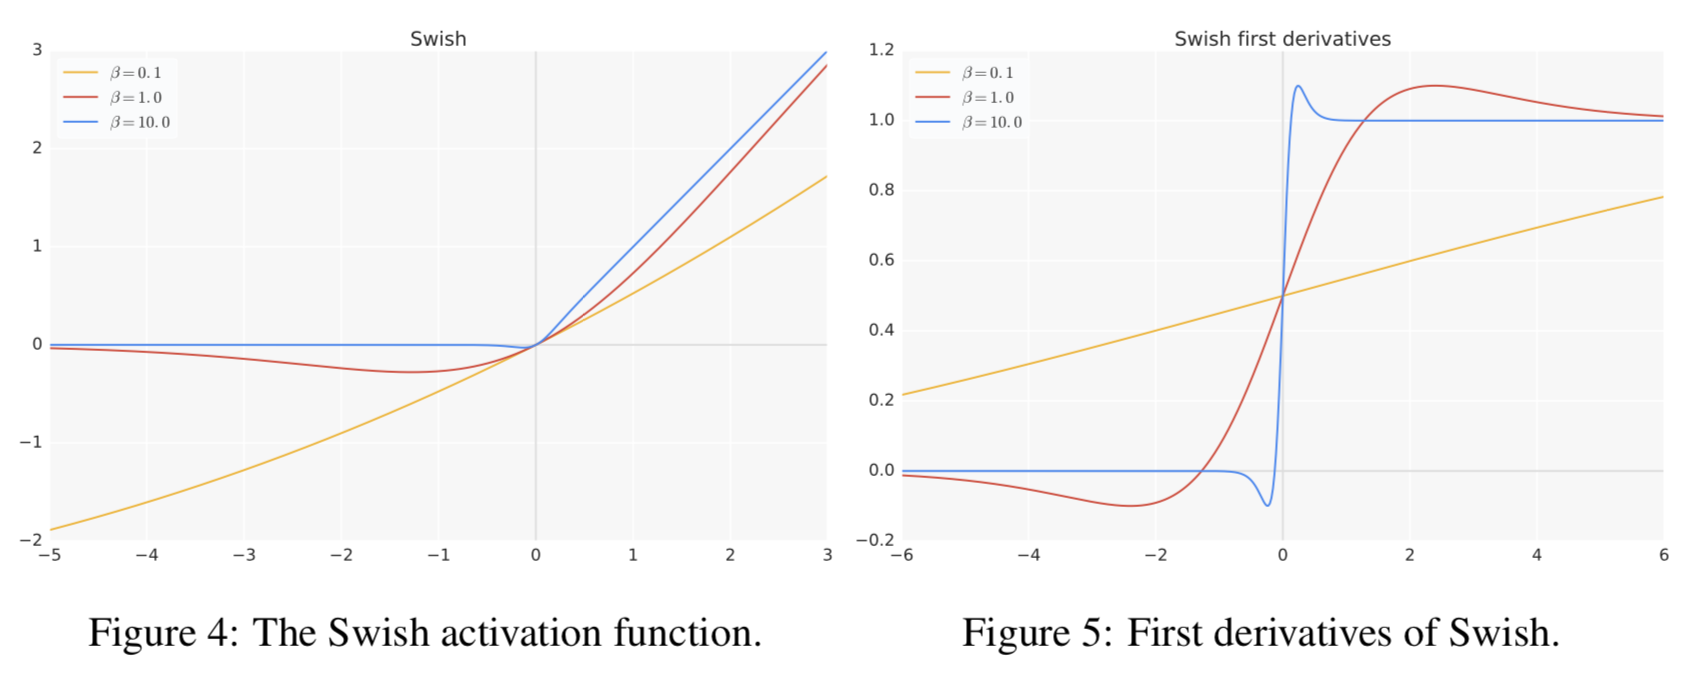 Swish
β=0.1
β=1.0
β=10.0
3
2
1
0
−1
−2
−5 −4 −3 −2 −1 0 1 2 3
Figure 4: The Swish activation function.
Swish first derivatives
β=0.1
β=1.0
β=10.0
1.2
1.0
0.8
0.6
0.4
0.2
0.0
−0.2
−6 −4 −2 0 2 4 6
Figure 5: First derivatives of Swish.